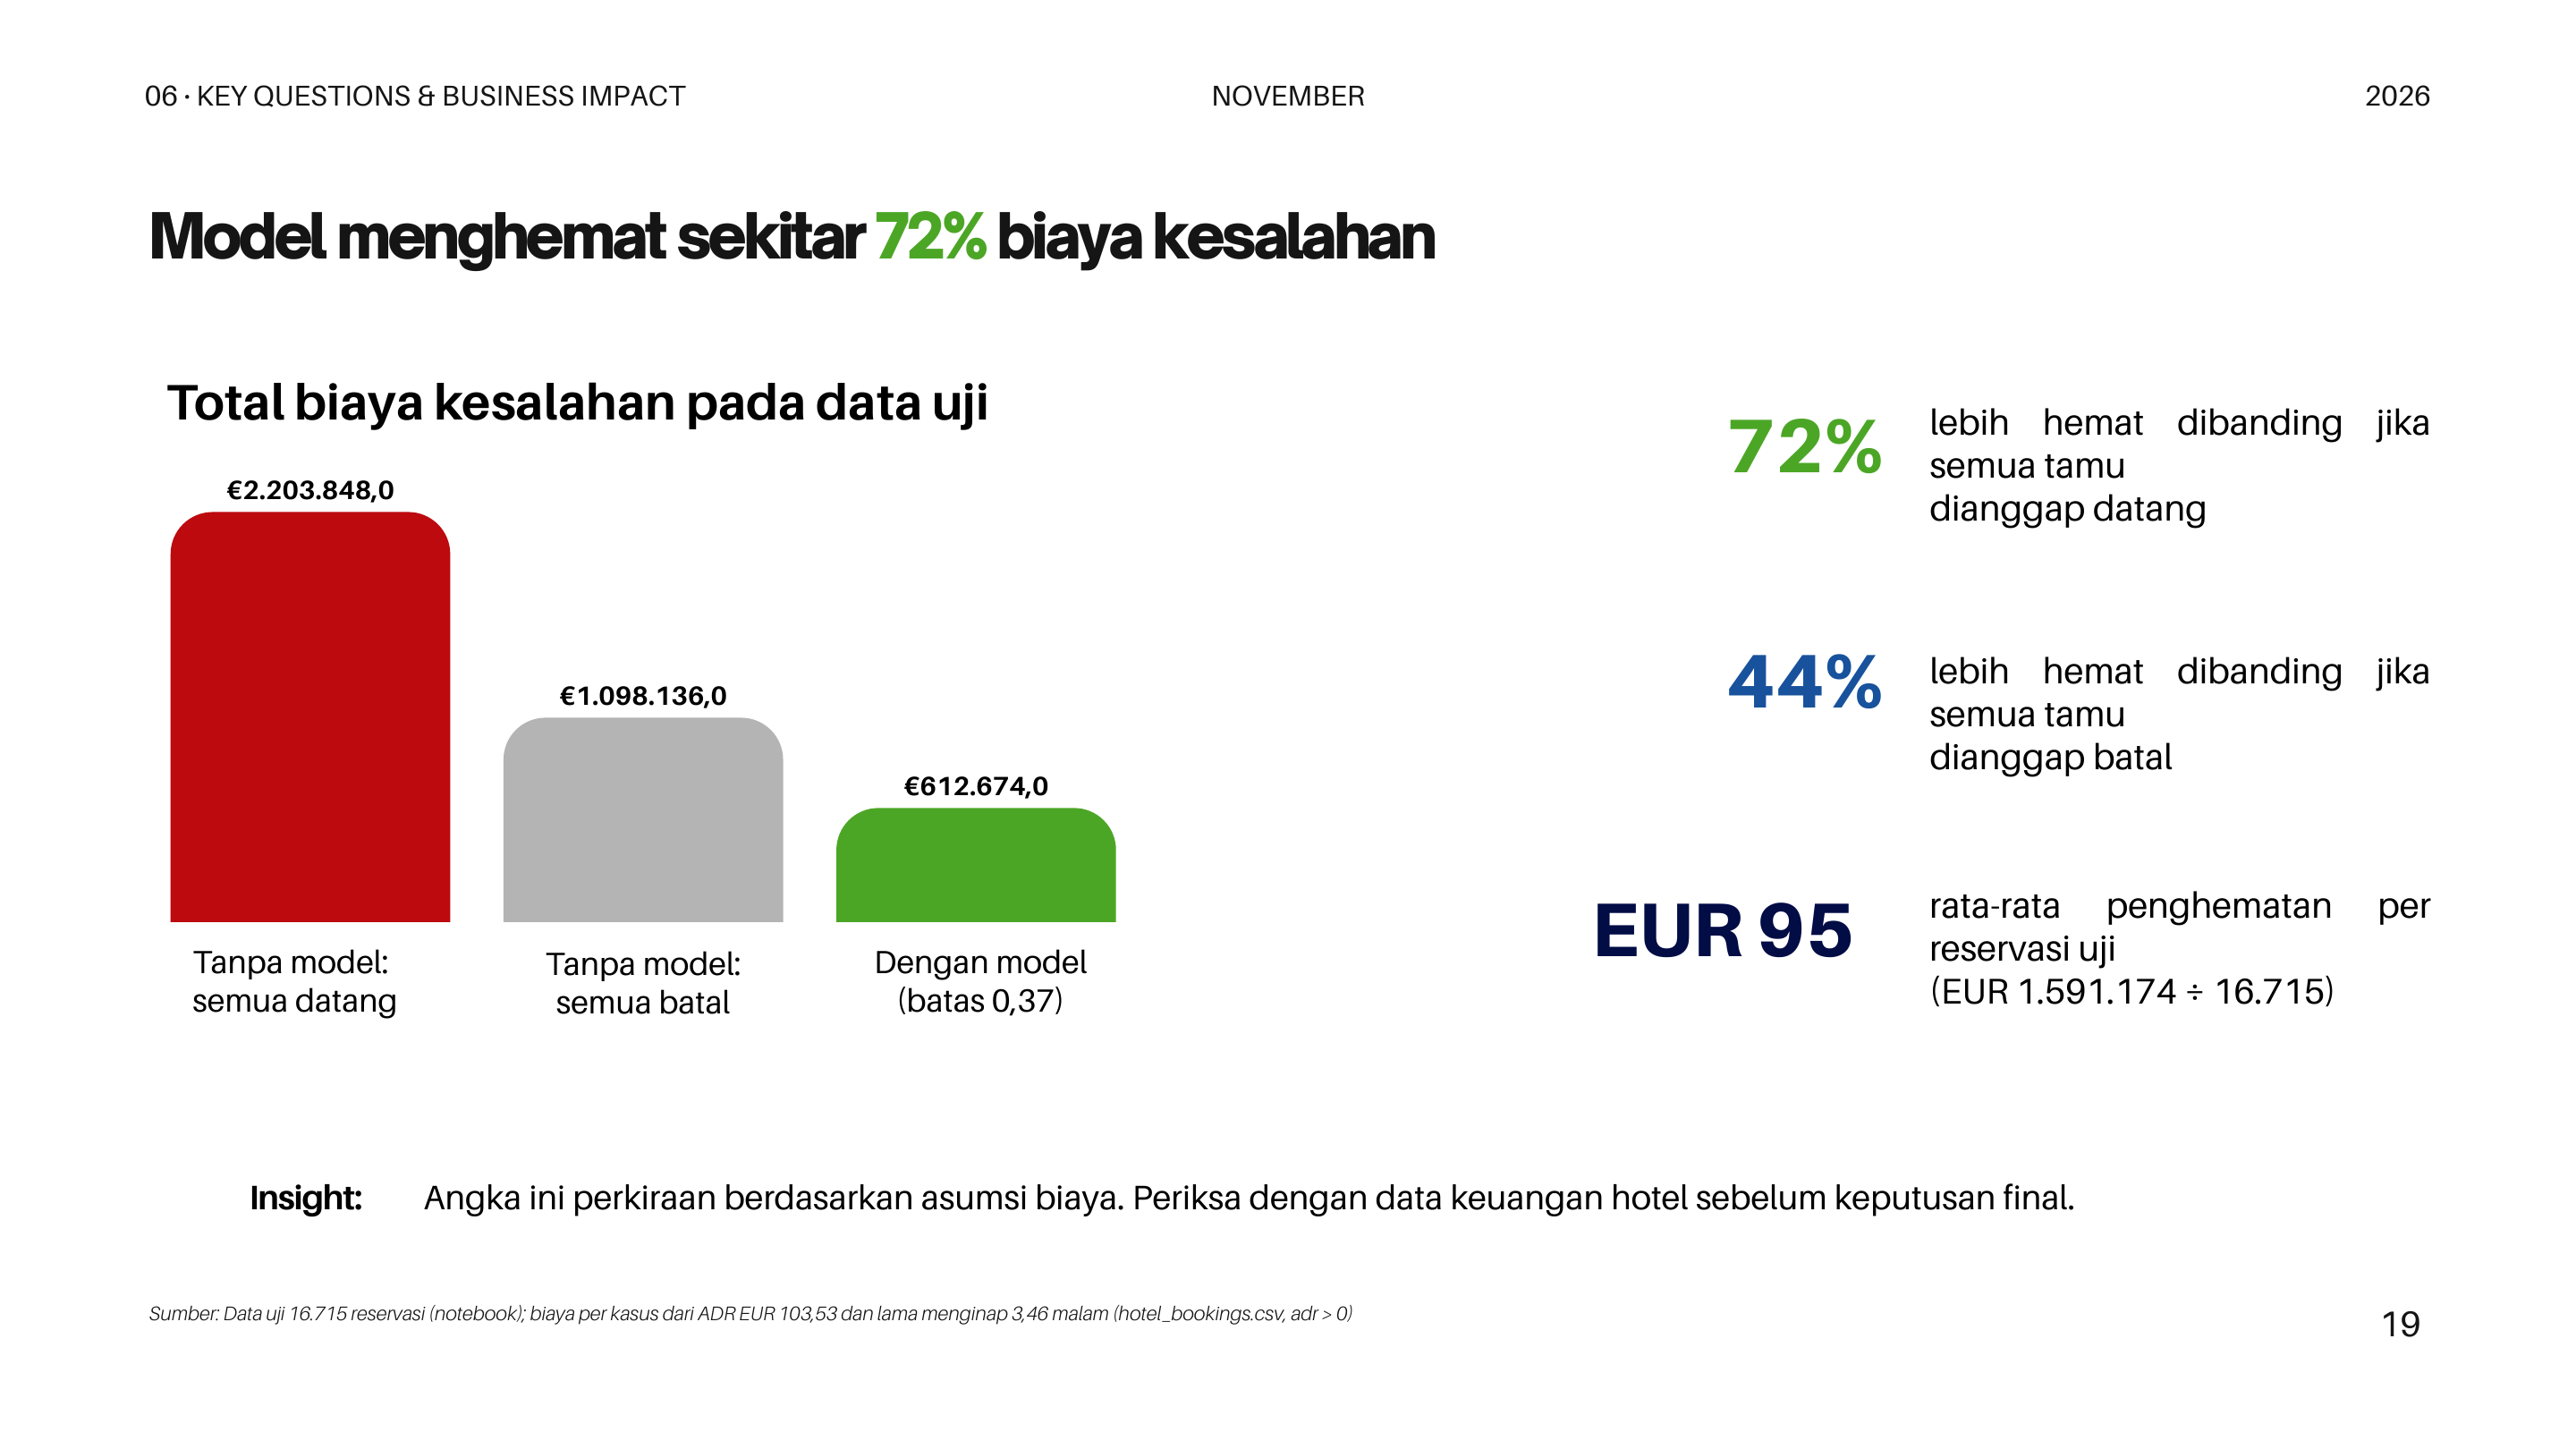 06 · KEY QUESTIONS & BUSINESS IMPACT
NOVEMBER
2026
Model menghemat sekitar 72% biaya kesalahan
Total biaya kesalahan pada data uji
€2.203.848,0
€1.098.136,0
€612.674,0
Tanpa model:
semua datang
Tanpa model:
semua batal
Dengan model
(batas 0,37)
72%
lebih hemat dibanding jika
semua tamu
dianggap datang
44%
lebih hemat dibanding jika
semua tamu
dianggap batal
EUR 95
rata-rata penghematan per
reservasi uji
(EUR 1.591.174 ÷ 16.715)
Insight: Angka ini perkiraan berdasarkan asumsi biaya. Periksa dengan data keuangan hotel sebelum keputusan final.
Sumber: Data uji 16.715 reservasi (notebook); biaya per kasus dari ADR EUR 103,53 dan lama menginap 3,46 malam (hotel_bookings.csv, adr > 0)
19